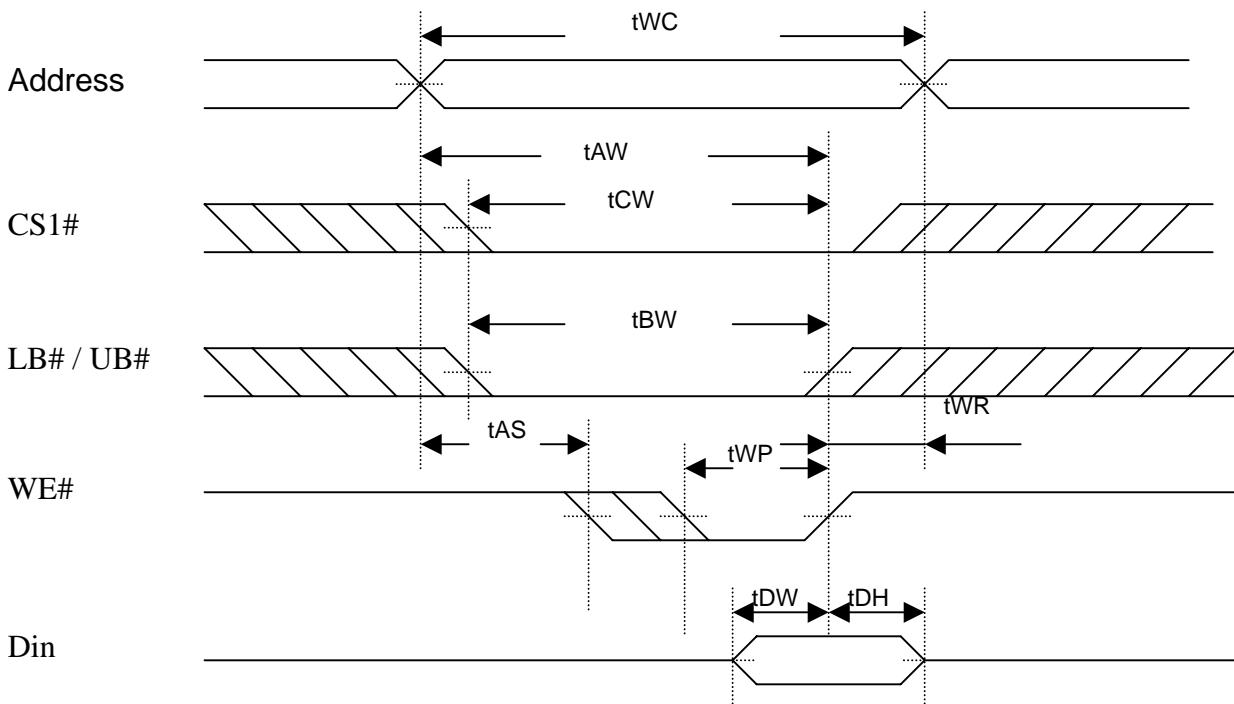 tWC
Address
tAW
tCW
CS1#
tBW
LB# / UB#
tWR
tAS
tWP
WE#
tDW
tDH
Din